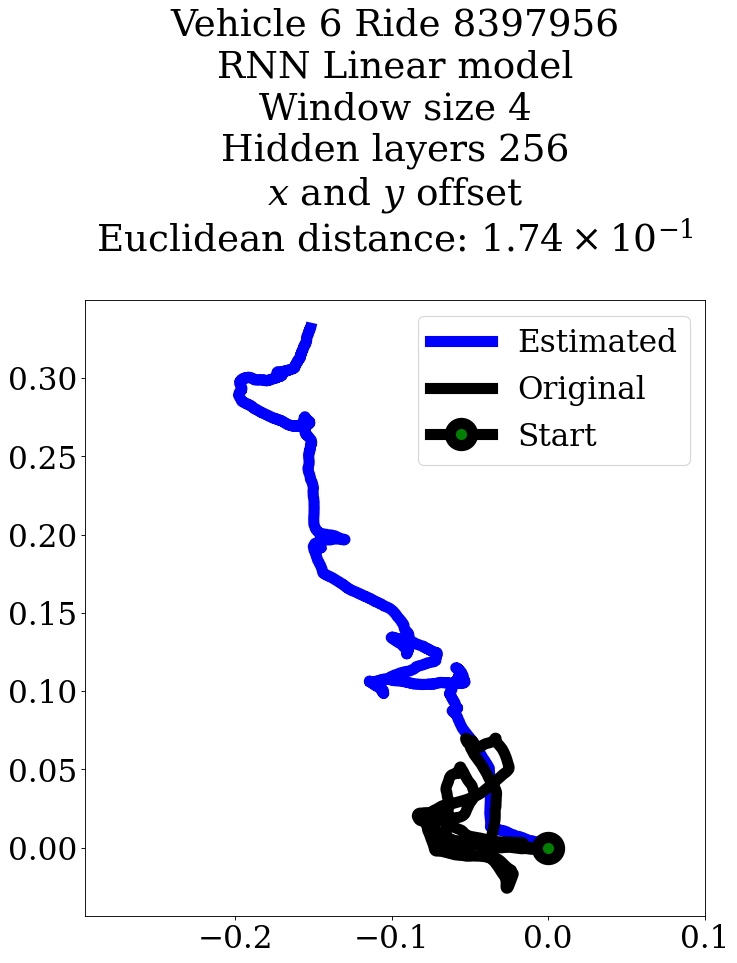 Vehicle 6 Ride 8397956
RNN Linear model
Window size 4
Hidden layers 256
x and y offset
Euclidean distance: 1.74 × 10⁻¹
Estimated
Original
Start
0.30
0.25
0.20
0.15
0.10
0.05
0.00
−0.2
−0.1
0.0
0.1